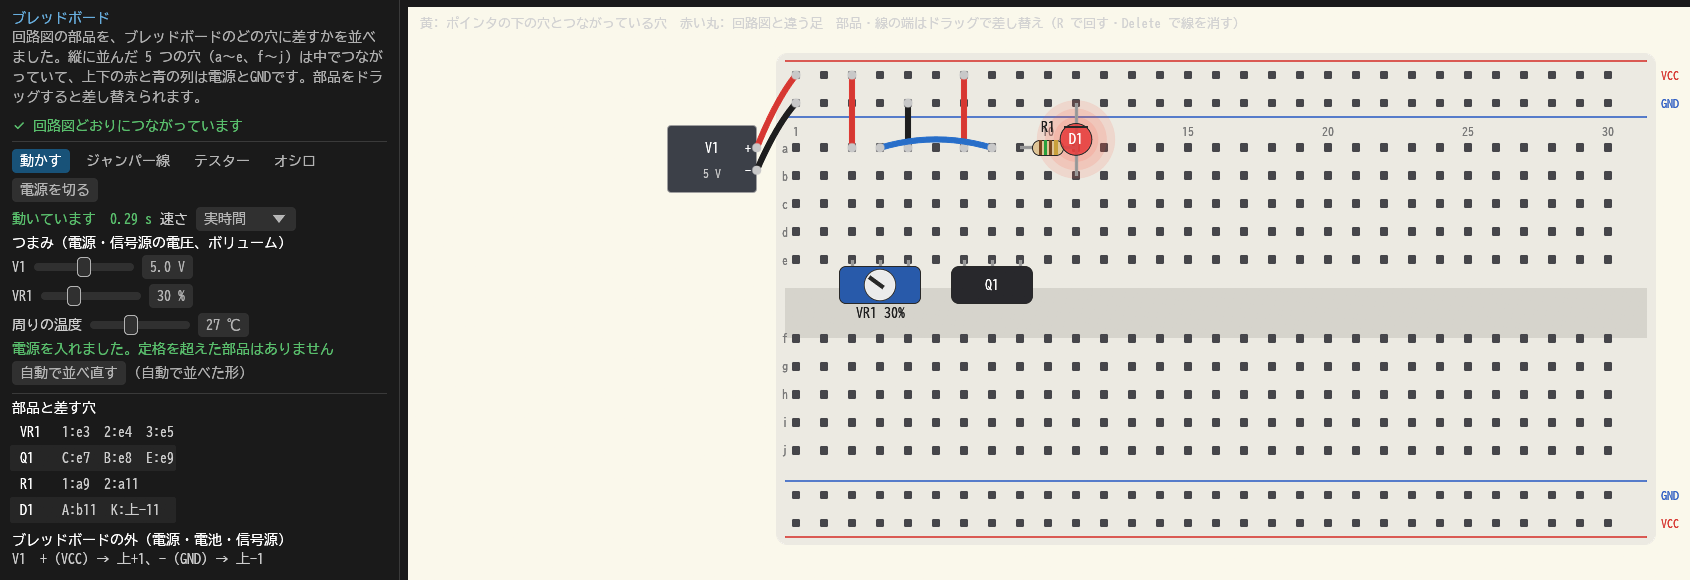 ブレッドボード
回路図の部品を、ブレッドボードのどの穴に差すかを並べ
ました。縦に並んだ 5 つの穴（a〜e、f〜j）は中でつなが
っていて、上下の赤と青の列は電源とGNDです。部品をドラ
ッグすると差し替えられます。
✓ 回路図どおりにつながっています
動かす ジャンパー線 テスター オシロ
電源を切る
動いています 0.29 s 速さ 実時間
つまみ（電源・信号源の電圧、ボリューム）
V1 5.0 V
VR1 30 %
周りの温度 27 ℃
電源を入れました。定格を超えた部品はありません
自動で並べ直す （自動で並べた形）
部品と差す穴
VR1 1:e3 2:e4 3:e5
Q1 C:e7 B:e8 E:e9
R1 1:a9 2:a11
D1 A:b11 K:上-11
ブレッドボードの外（電源・電池・信号源）
V1 +（VCC）→ 上+1、-（GND）→ 上-1
黄: ポインタの下の穴とつながっている穴 赤い丸: 回路図と違う足 部品・線の端はドラッグで差し替え（R で回す・Delete で線を消す）
VCC
GND
1 15 20 25 30
R1
D1
V1 +
5 V −
a
b
c
d
e
Q1
VR1 30%
f
g
h
i
j
GND
VCC